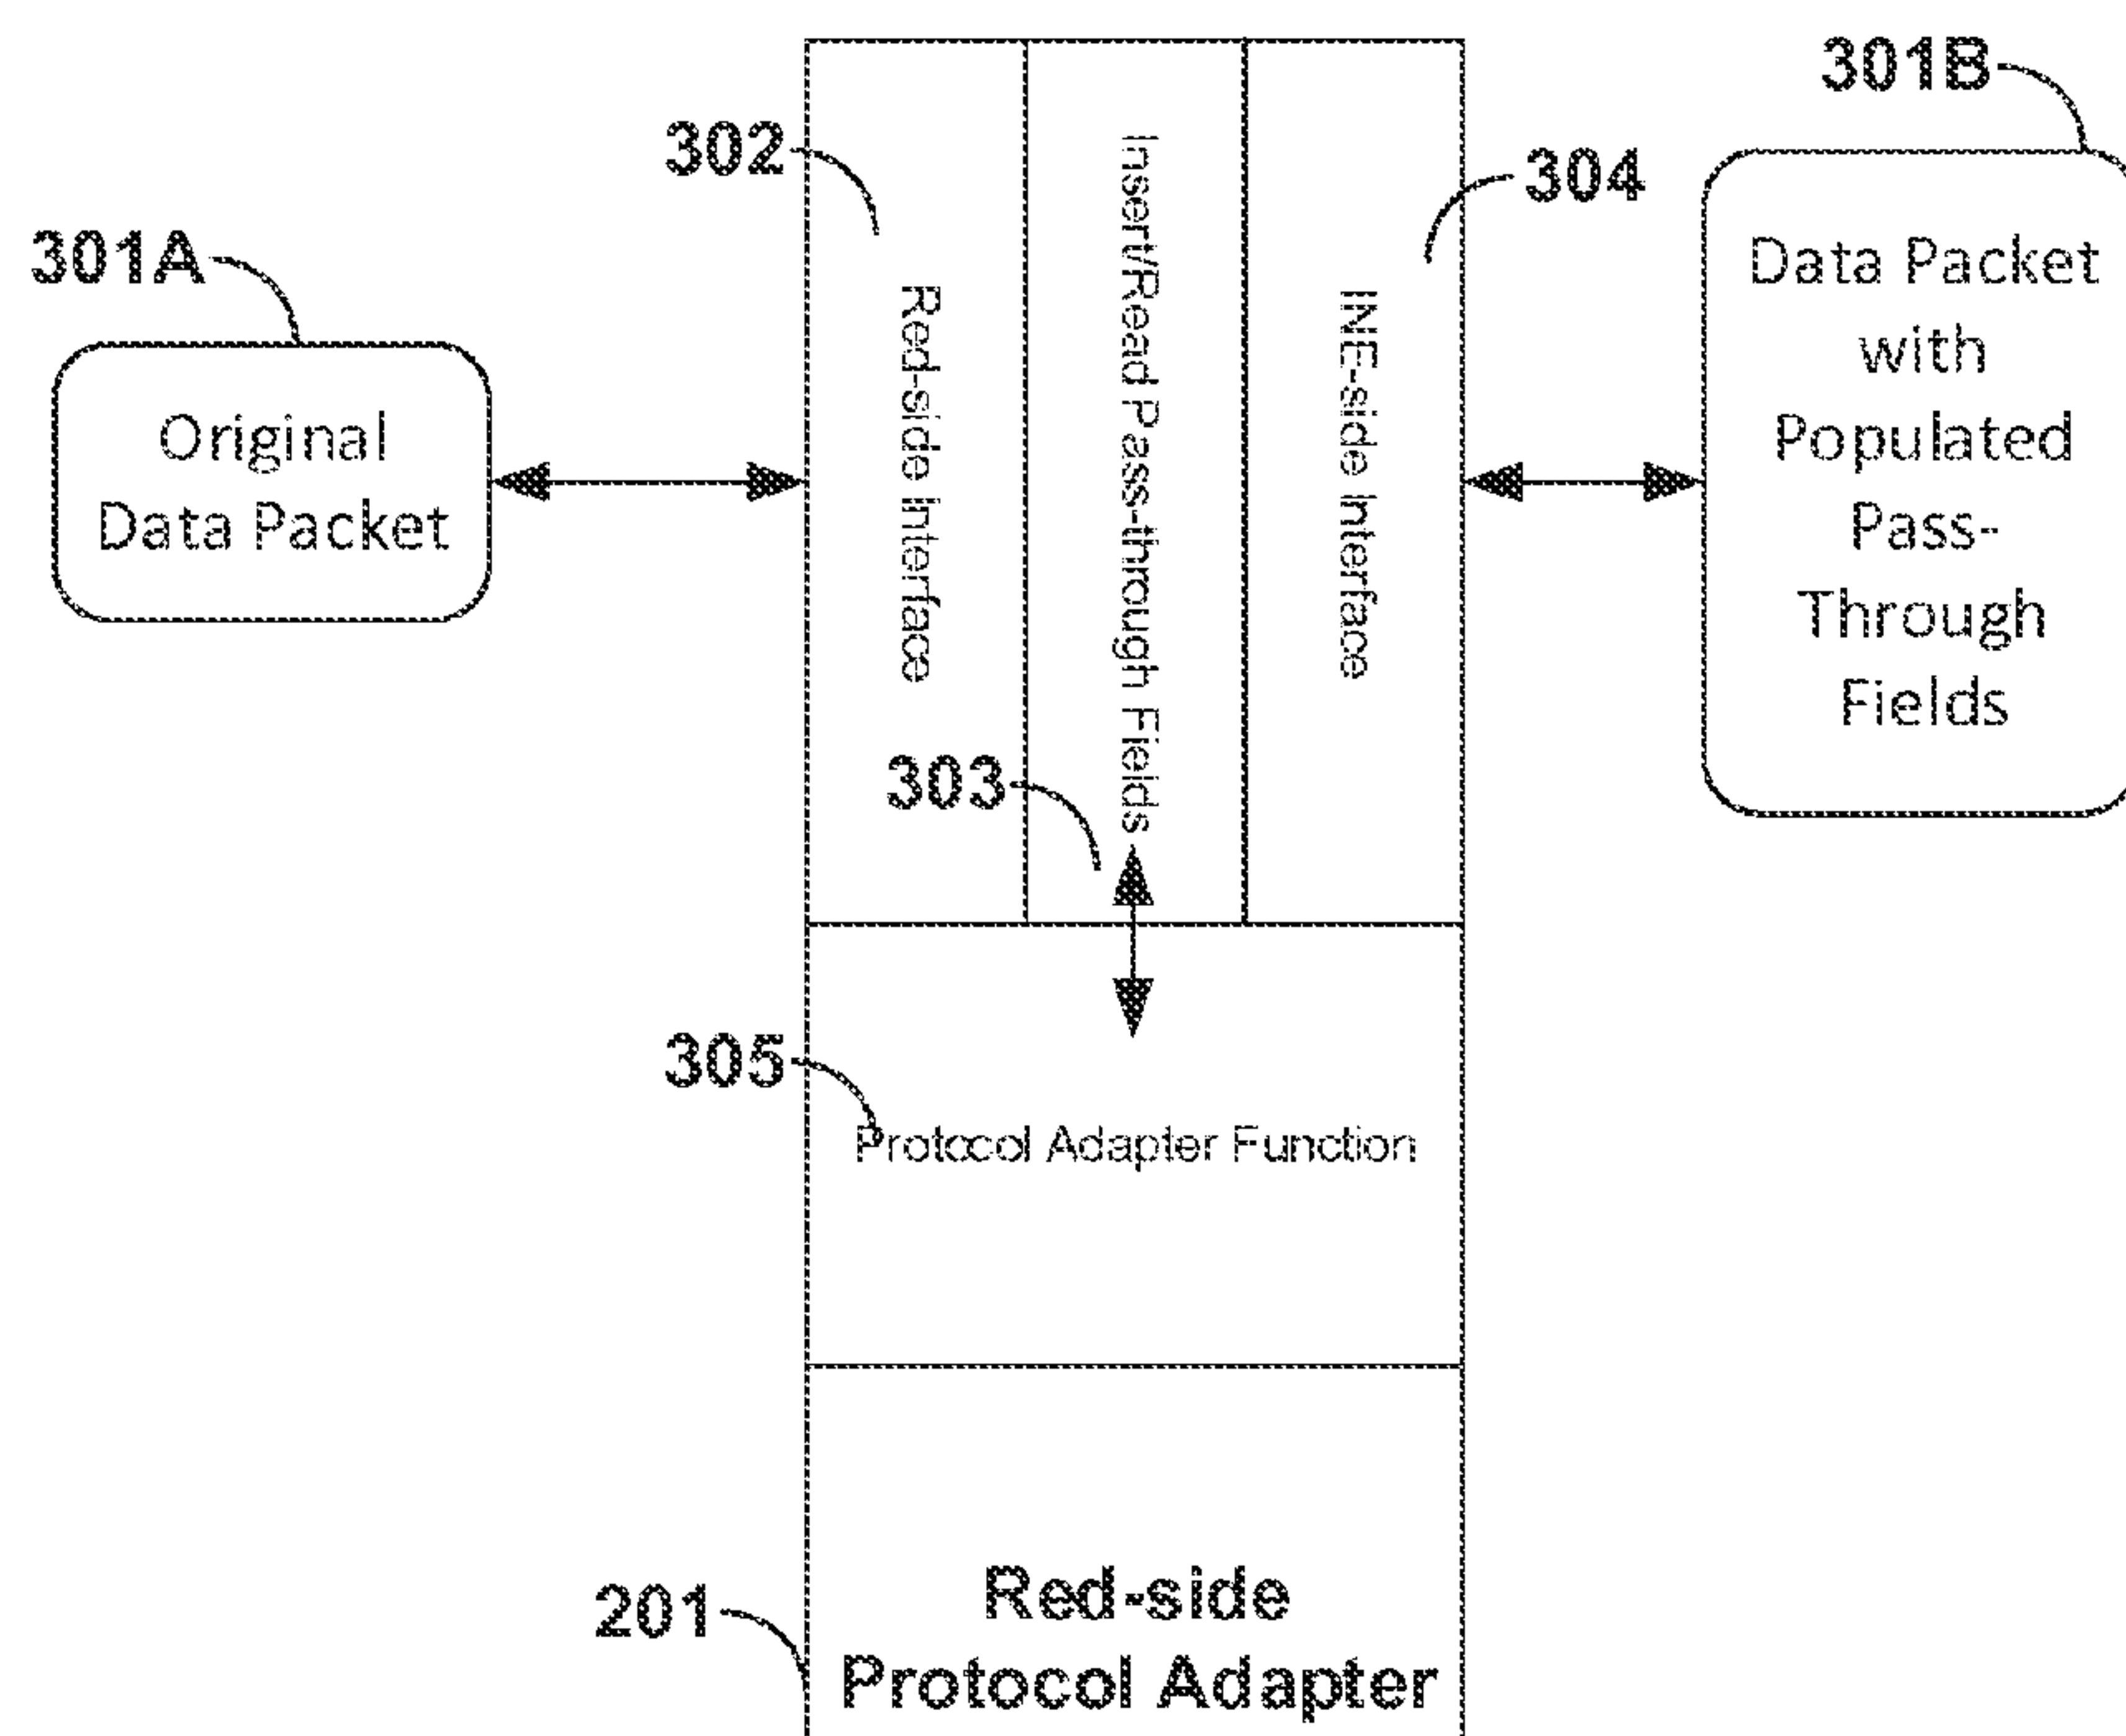 301B
302
304
301A
Original
Data Packet
Red-side Interface
Insert/Read Pass-through Fields
INE-side Interface
Data Packet
with
Populated
Pass-
Through
Fields
303
305
Protocol Adapter Function
201
Red-side
Protocol Adapter